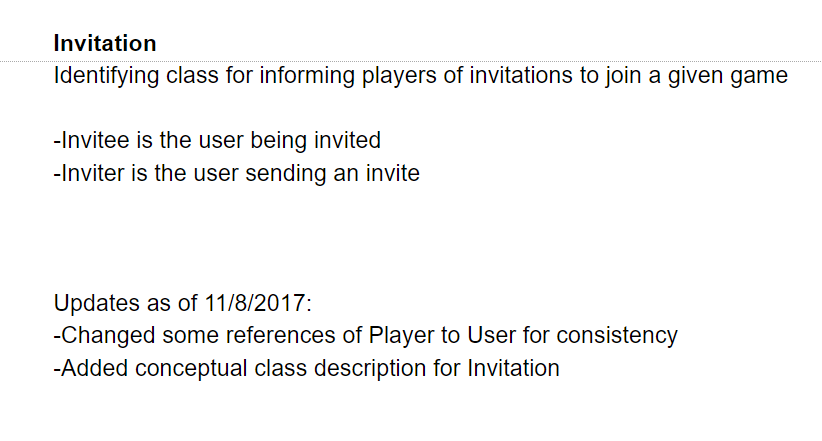 Invitation
Identifying class for informing players of invitations to join a given game
-Invitee is the user being invited
-Inviter is the user sending an invite
Updates as of 11/8/2017:
-Changed some references of Player to User for consistency
-Added conceptual class description for Invitation